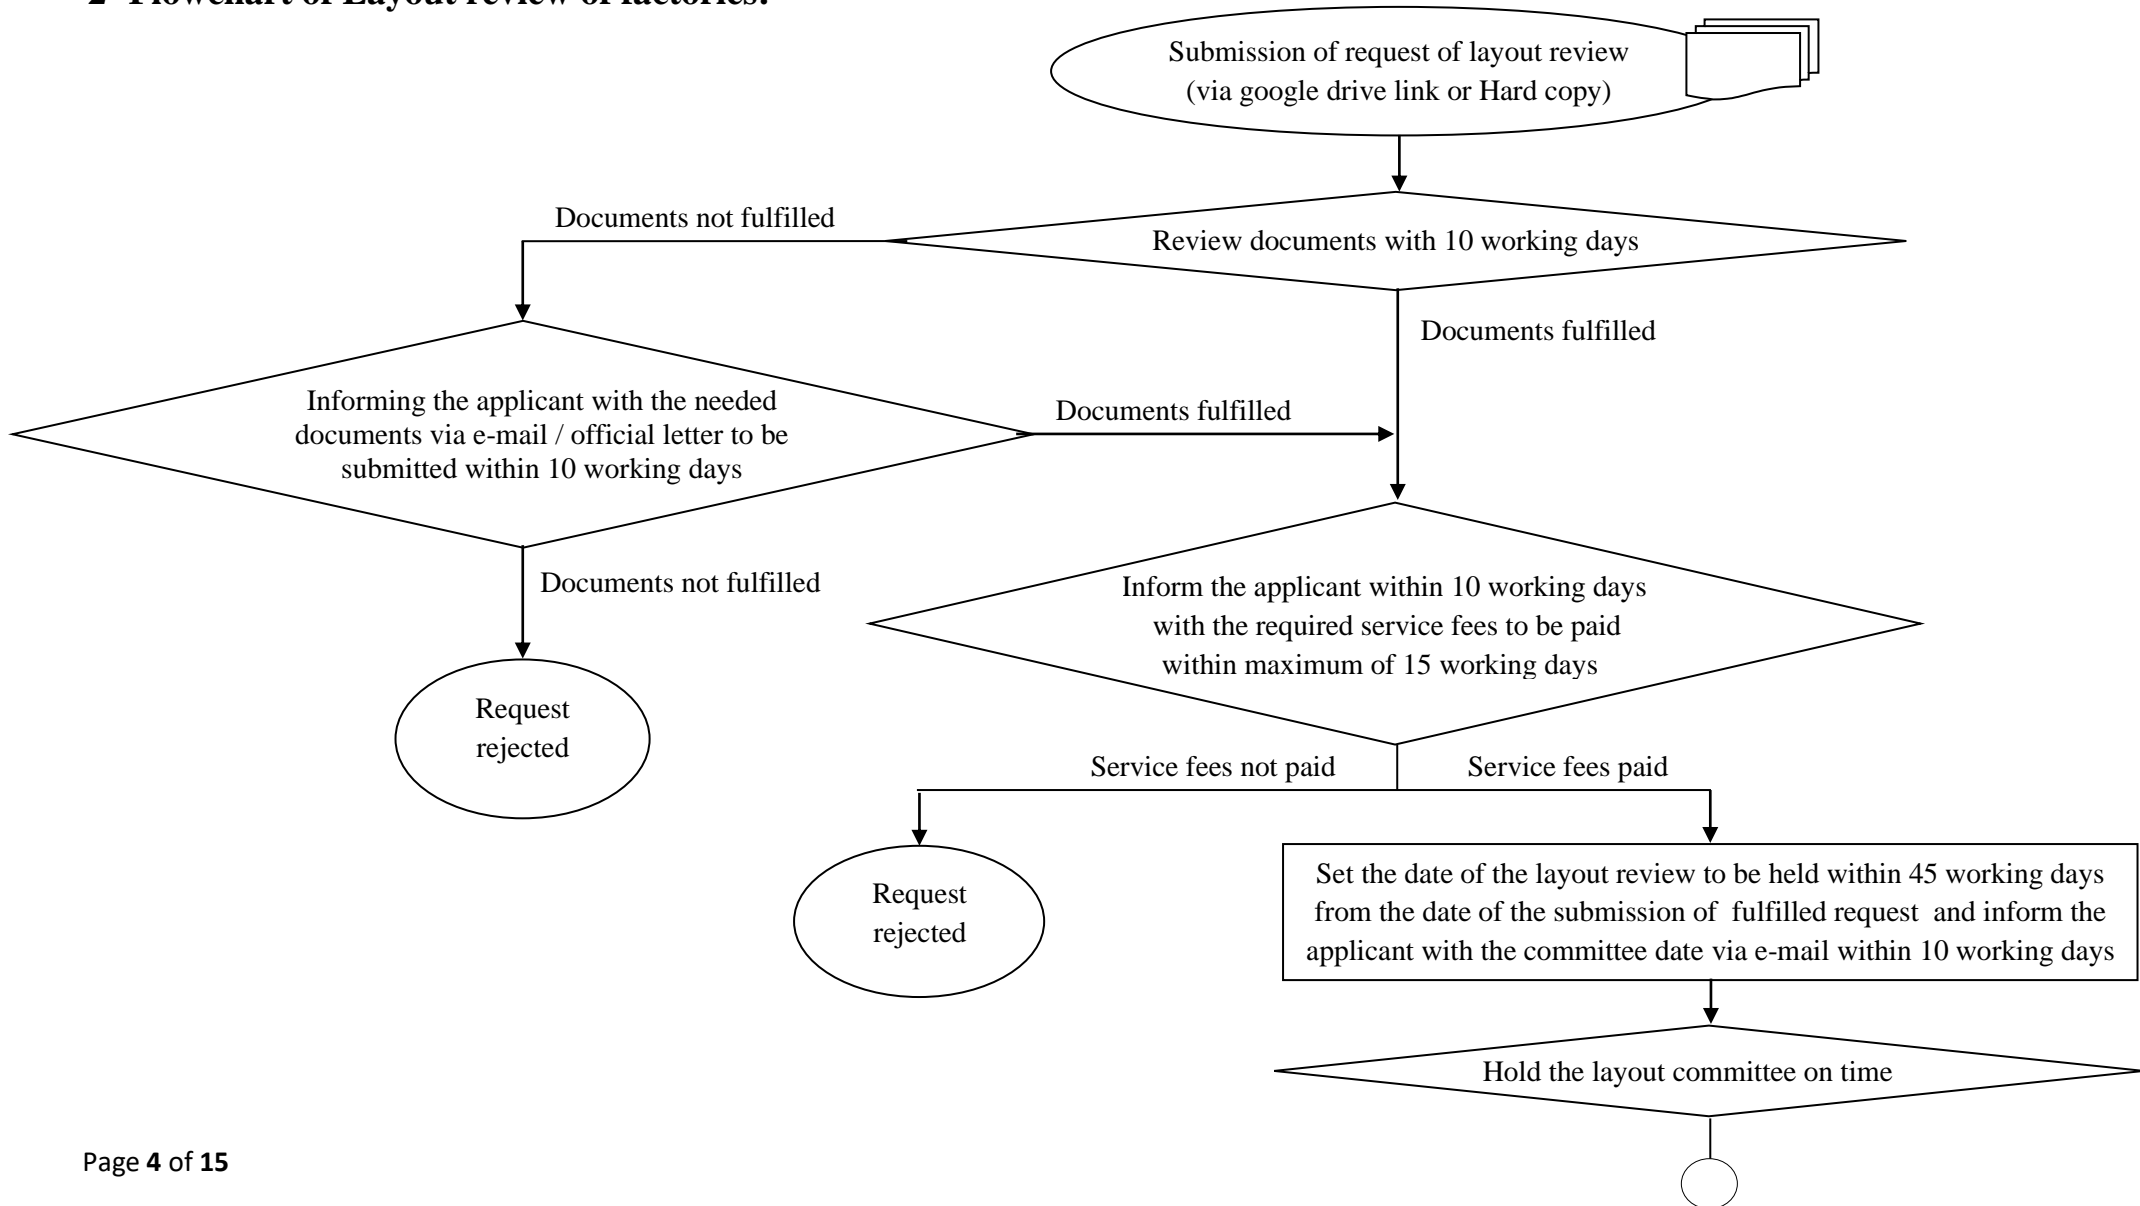 2- Flowchart of Layout review of factories:
Submission of request of layout review
(via google drive link or Hard copy)
Documents not fulfilled
Review documents with 10 working days
Documents fulfilled
Informing the applicant with the needed
documents via e-mail / official letter to be
submitted within 10 working days
Documents fulfilled
Documents not fulfilled
Inform the applicant within 10 working days
with the required service fees to be paid
within maximum of 15 working days
Request
rejected
Service fees not paid
Service fees paid
Request
rejected
Set the date of the layout review to be held within 45 working days
from the date of the submission of fulfilled request and inform the
applicant with the committee date via e-mail within 10 working days
Hold the layout committee on time
Page 4 of 15